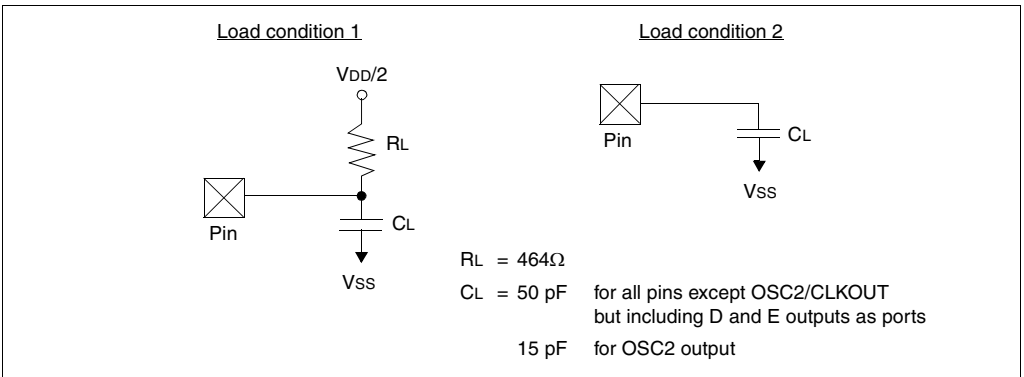 Load condition 1
Load condition 2
VDD/2
RL
Pin
CL
VSS
Pin
CL
VSS
RL = 464Ω
CL = 50 pF for all pins except OSC2/CLKOUT
but including D and E outputs as ports
15 pF for OSC2 output